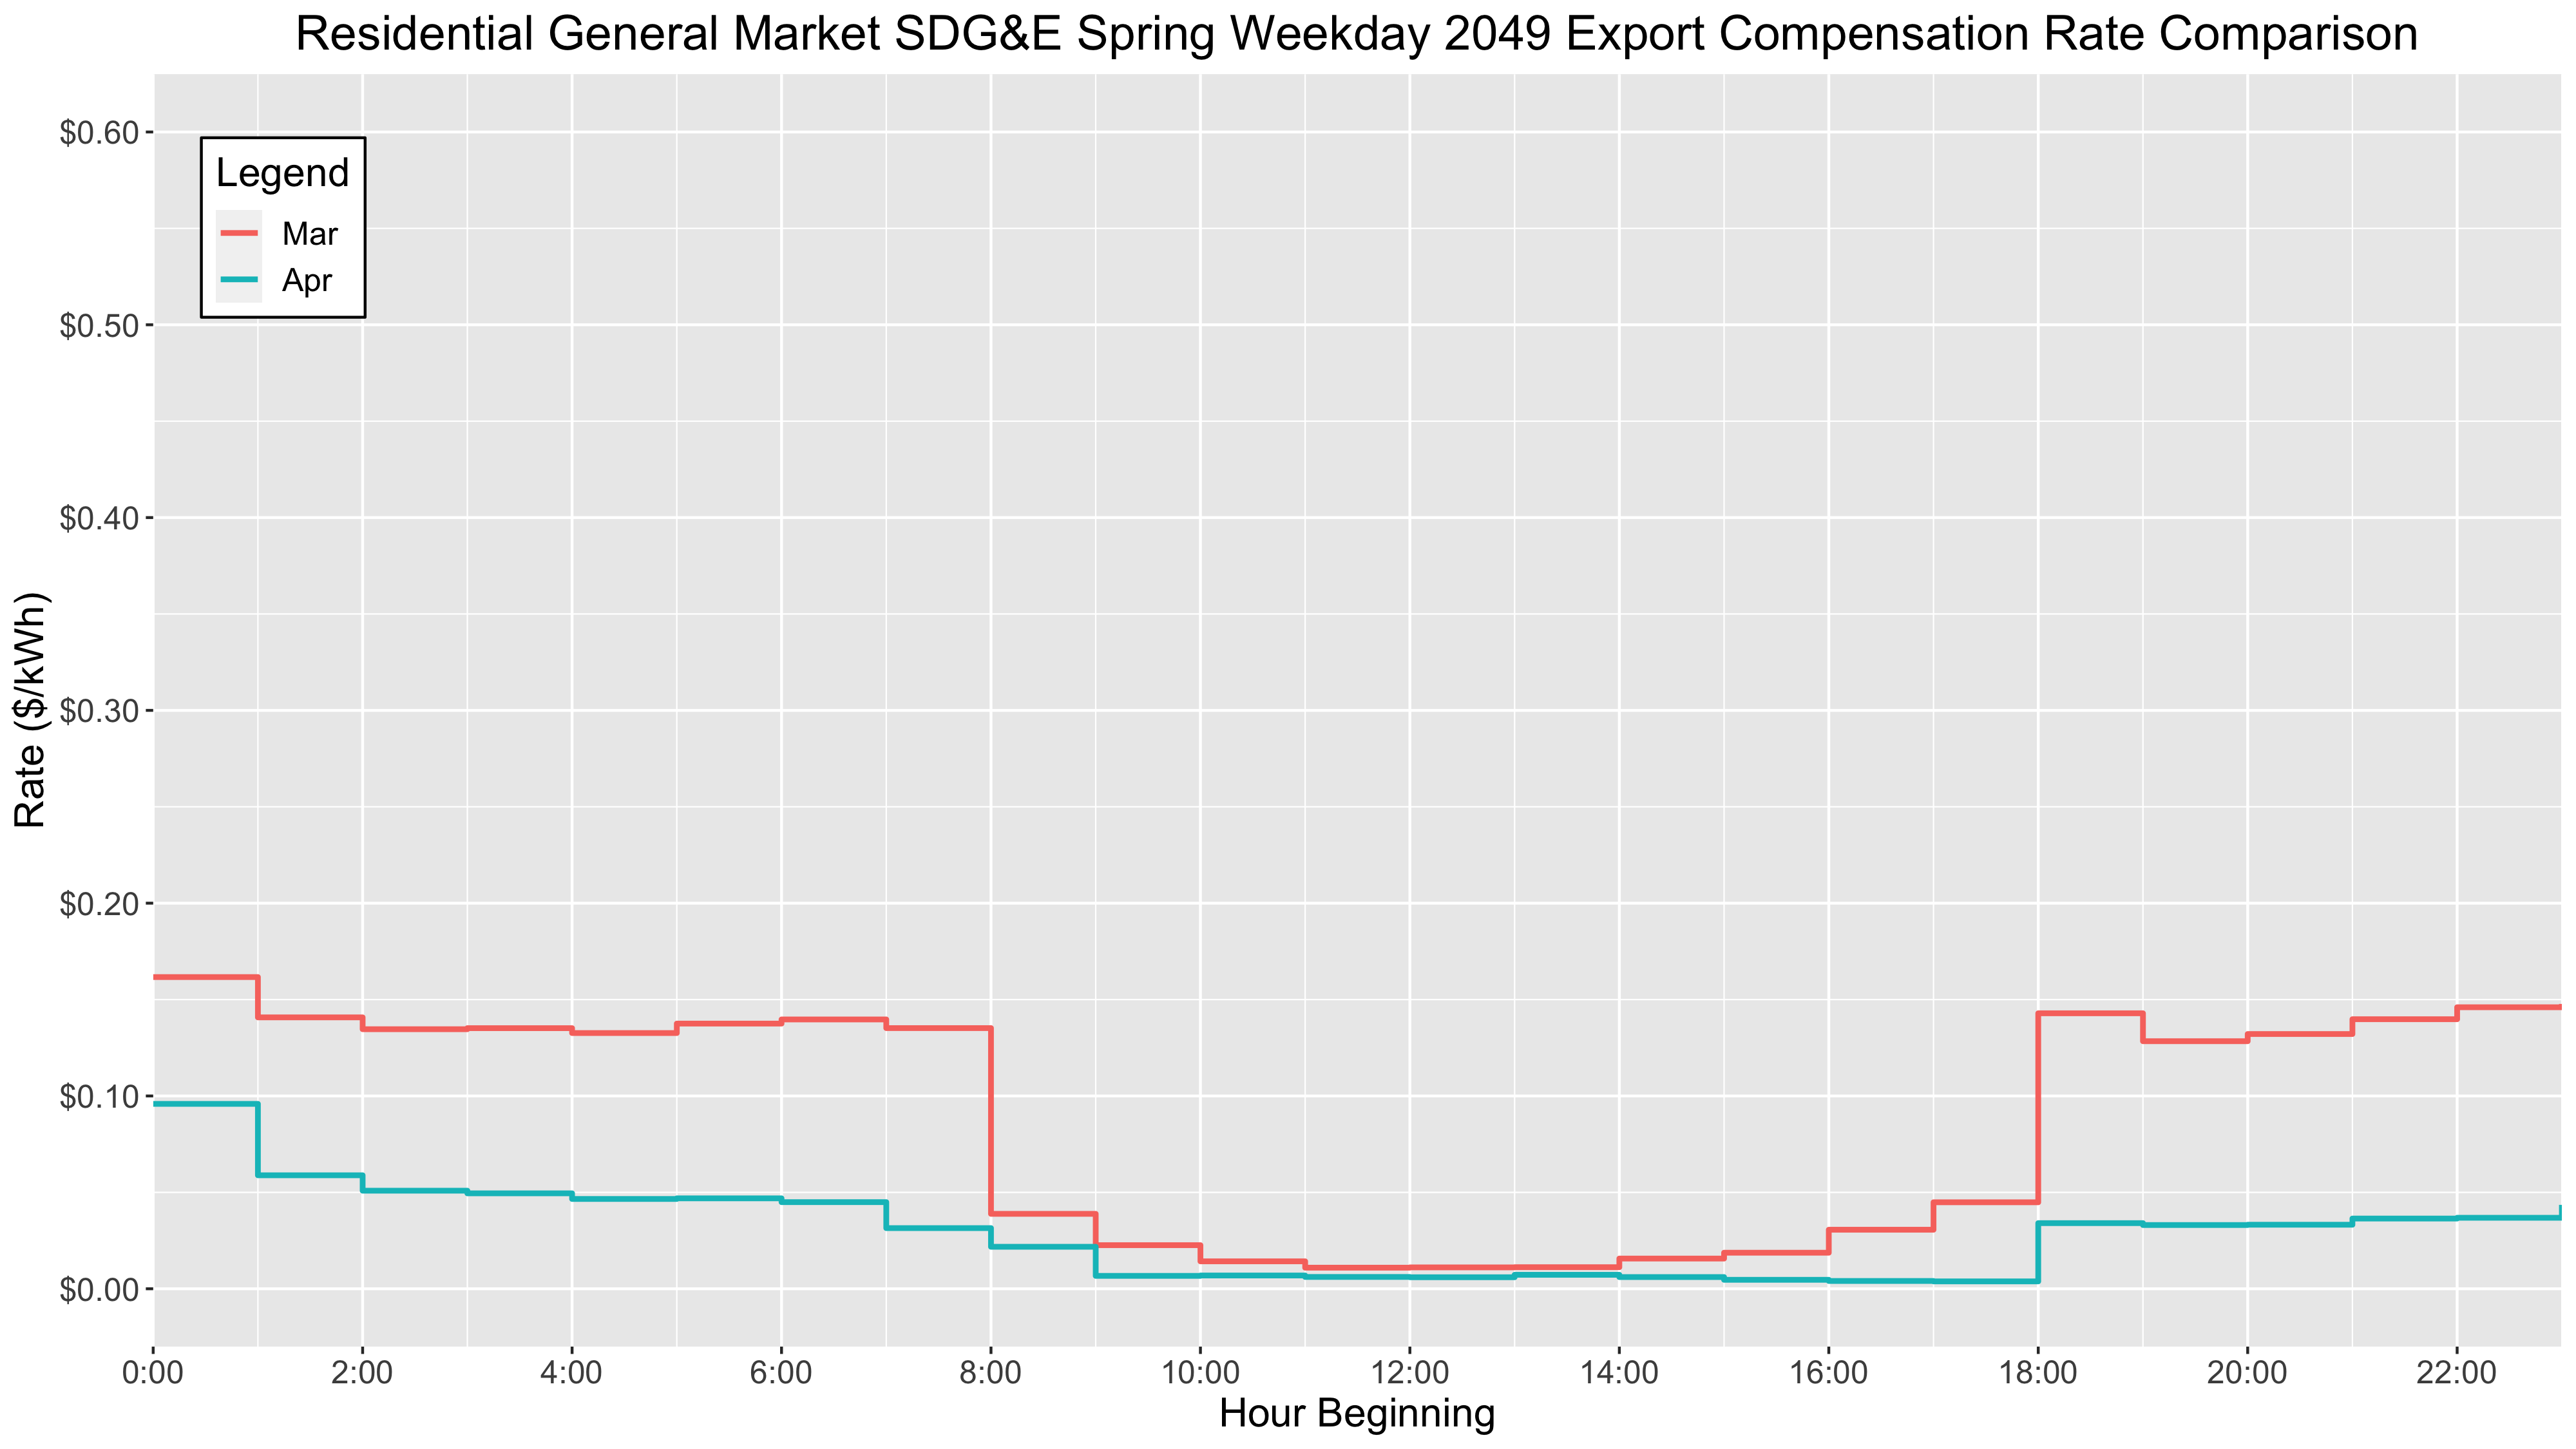 Residential General Market SDG&E Spring Weekday 2049 Export Compensation Rate Comparison
Legend
Mar
Apr
Rate ($/kWh)
$0.60
$0.50
$0.40
$0.30
$0.20
$0.10
$0.00
0:00 2:00 4:00 6:00 8:00 10:00 12:00 14:00 16:00 18:00 20:00 22:00
Hour Beginning